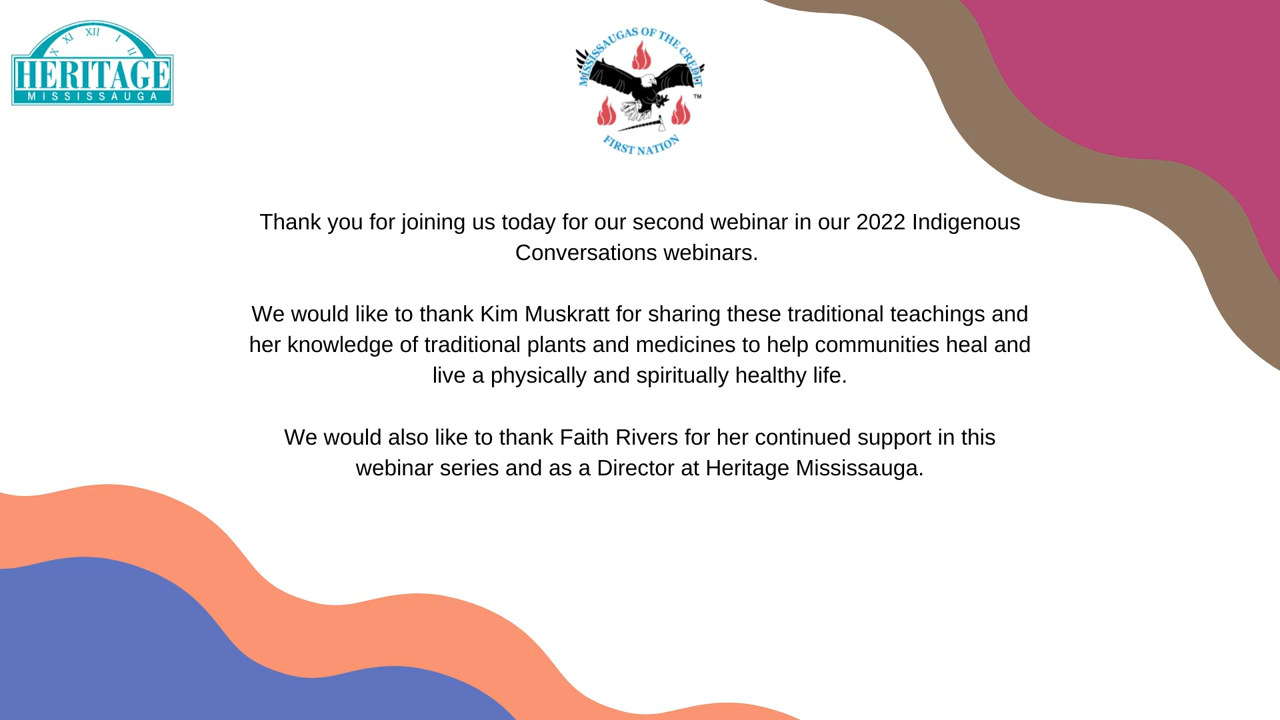 XI XII I II
X
HERITAGE
MISSISSAUGA
MISSISSAUGAS OF THE CREDIT
TM
FIRST NATION
Thank you for joining us today for our second webinar in our 2022 Indigenous
Conversations webinars.
We would like to thank Kim Muskratt for sharing these traditional teachings and
her knowledge of traditional plants and medicines to help communities heal and
live a physically and spiritually healthy life.
We would also like to thank Faith Rivers for her continued support in this
webinar series and as a Director at Heritage Mississauga.